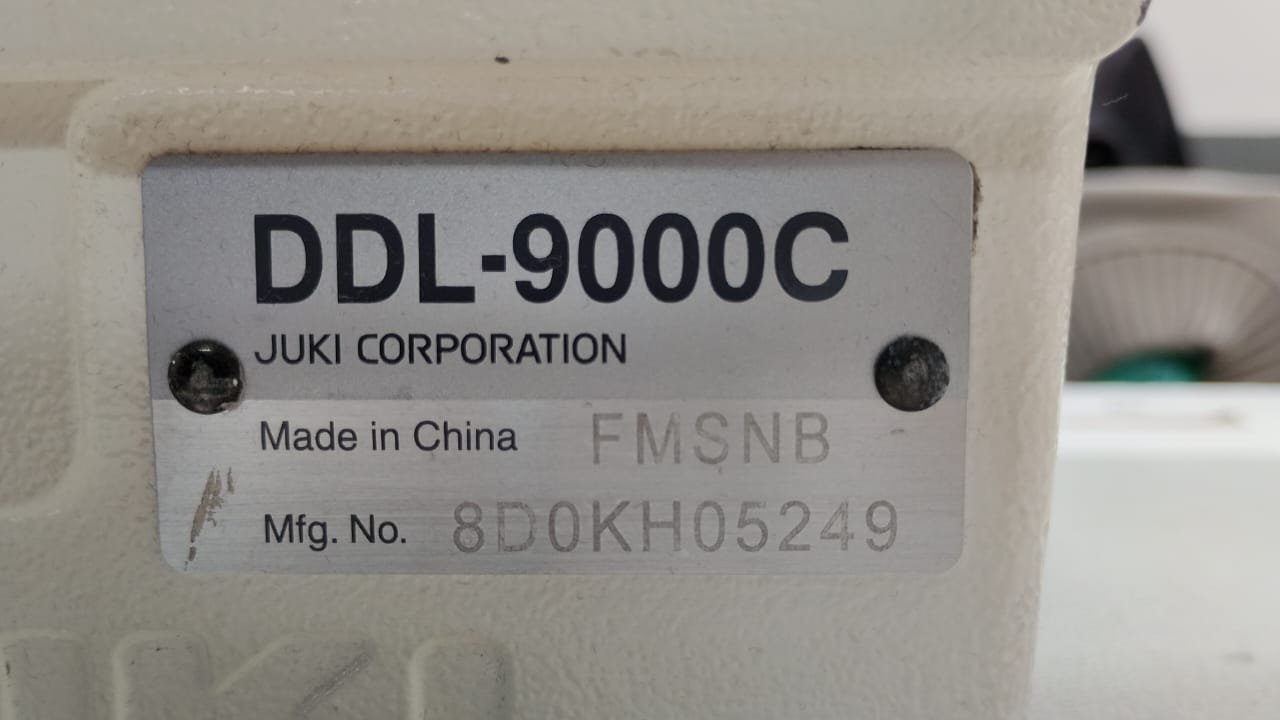 DDL-9000C
JUKI CORPORATION
Made in China FMSNB
Mfg. No. 8D0KH05249